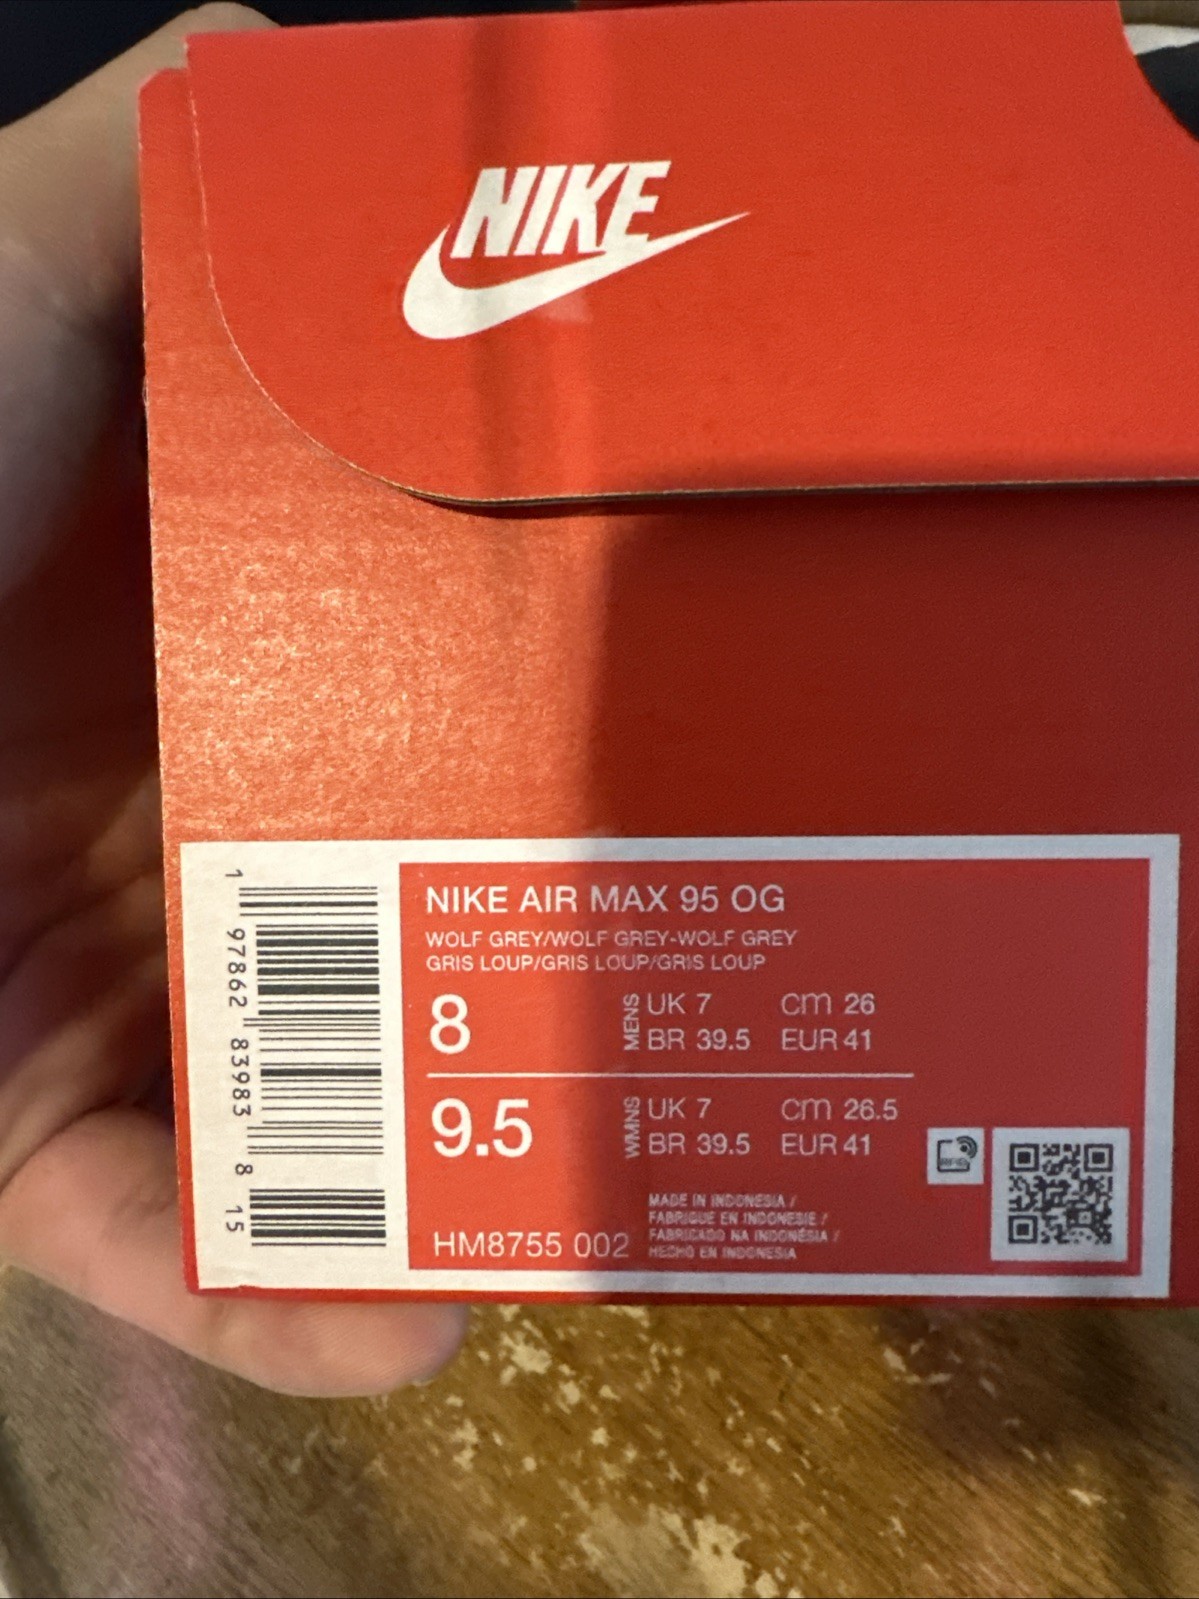 NIKE
NIKE AIR MAX 95 OG
WOLF GREY/WOLF GREY-WOLF GREY
GRIS LOUP/GRIS LOUP/GRIS LOUP
8
MENS
UK 7 cm 26
BR 39.5 EUR 41
9.5
WMNS
UK 7 cm 26.5
BR 39.5 EUR 41
HM8755 002
MADE IN INDONESIA /
FABRIQUE EN INDONESIE /
FABRICADO NA INDONÉSIA /
HECHO EN INDONESIA
RFID
1 97862 83983 8 15